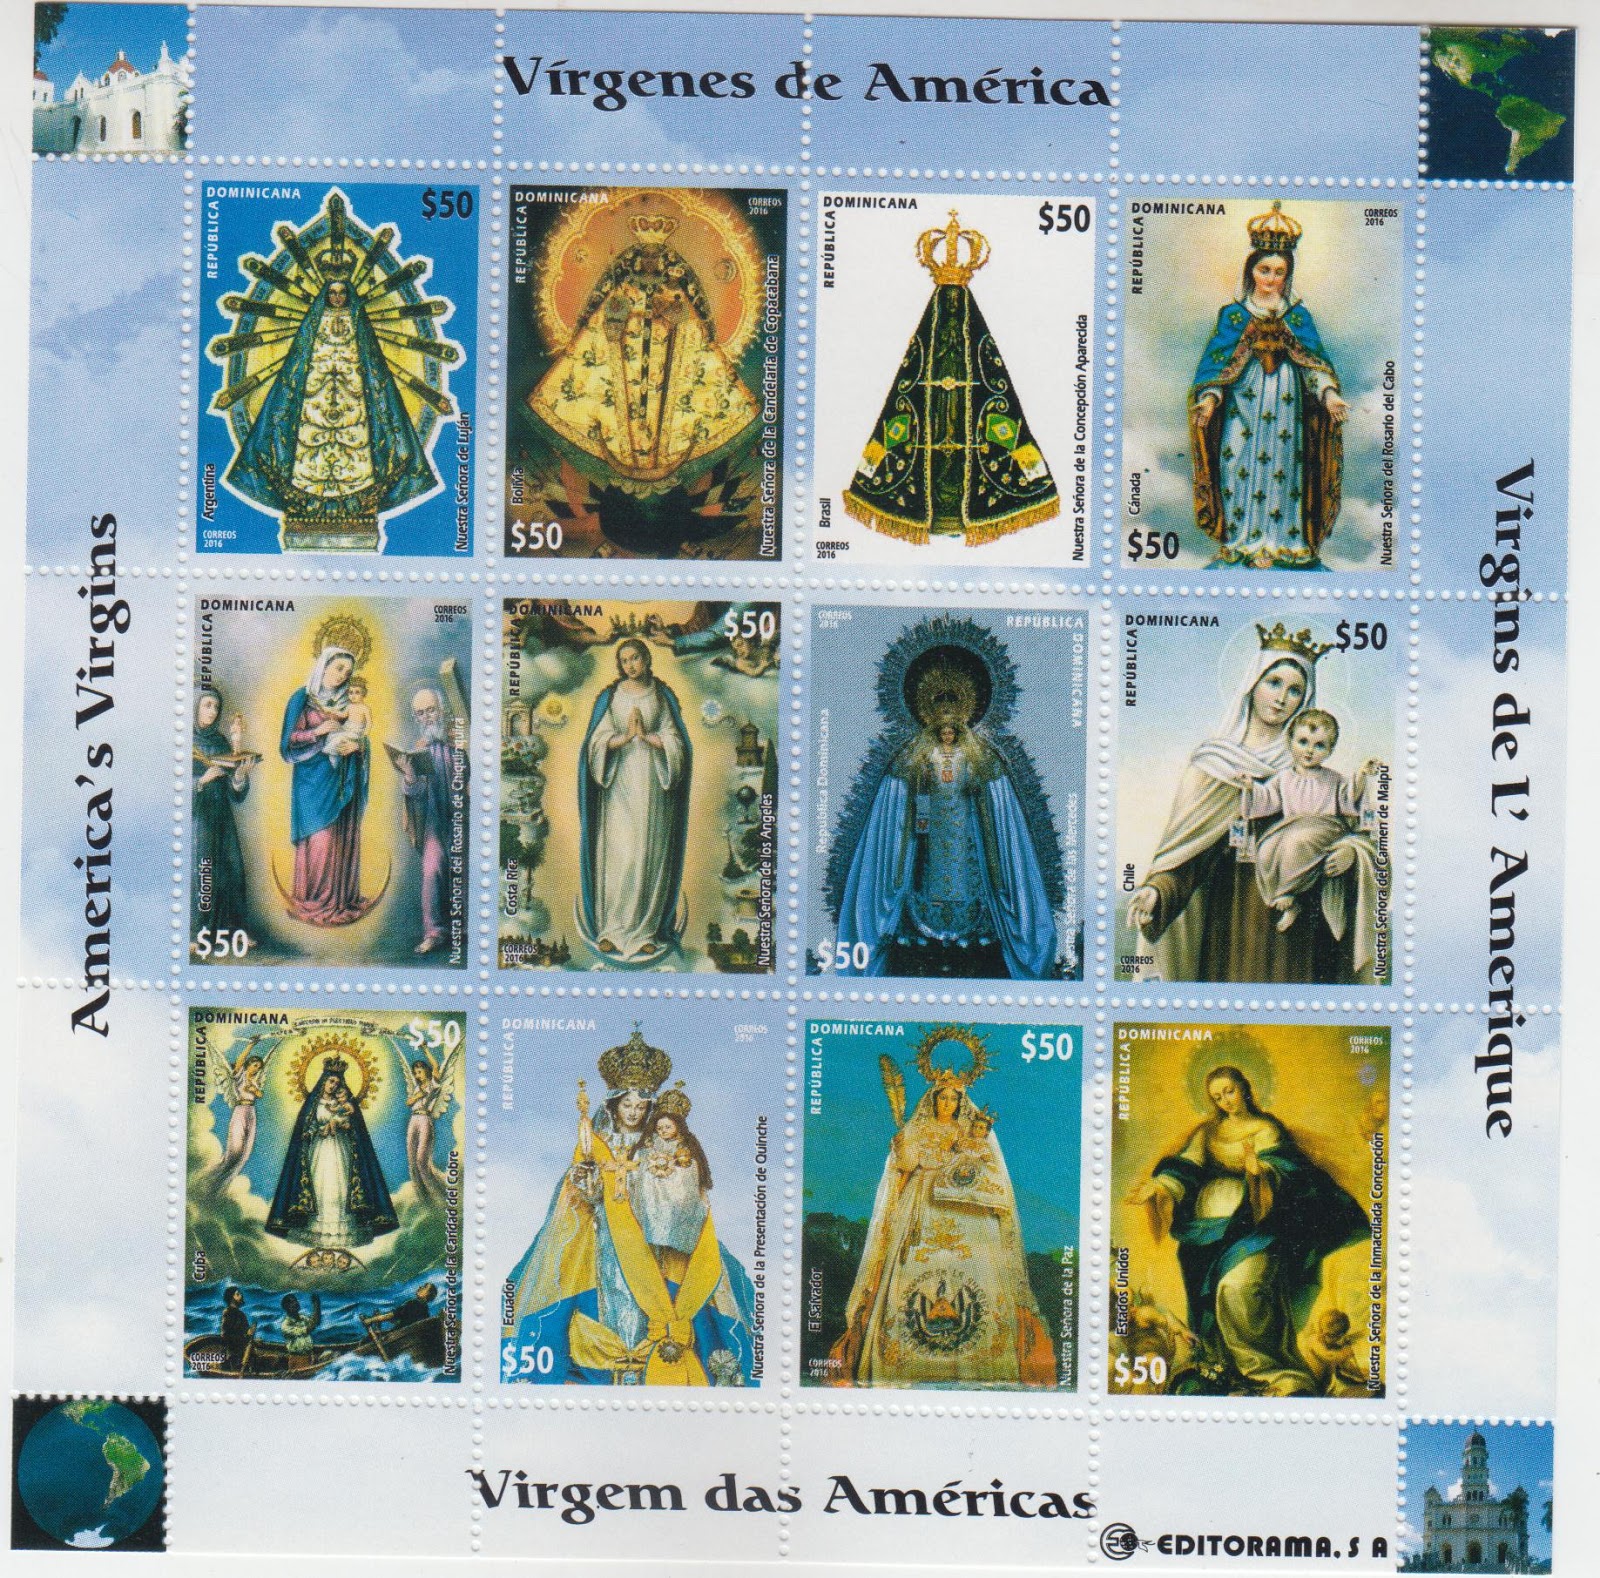 Vírgenes de América
America's Virgins
Virgins de L' Amerique
REPÚBLICA DOMINICANA
$50
Argentina
Nuestra Señora de Luján
CORREOS
2016
REPÚBLICA DOMINICANA
CORREOS
2016
Bolivia
Nuestra Señora de la Candelaria de Copacabana
$50
REPÚBLICA DOMINICANA
$50
Brasil
Nuestra Señora de la Concepción Aparecida
CORREOS
2016
REPÚBLICA DOMINICANA
CORREOS
2016
Cánada
Nuestra Señora del Rosario del Cabo
$50
REPÚBLICA DOMINICANA
CORREOS
2016
Colombia
Nuestra Señora del Rosario de Chiquinquirá
$50
REPÚBLICA DOMINICANA
$50
Costa Rica
Nuestra Señora de los Angeles
CORREOS
2016
CORREOS
2016
REPÚBLICA DOMINICANA
República Dominicana
Nuestra Señora de las Mercedes
$50
REPÚBLICA DOMINICANA
$50
Chile
Nuestra Señora del Carmen de Maipú
CORREOS
2016
REPÚBLICA DOMINICANA
$50
Cuba
Nuestra Señora de la Caridad del Cobre
CORREOS
2016
REPÚBLICA DOMINICANA
CORREOS
2016
Ecuador
Nuestra Señora de la Presentación de Quinche
$50
REPÚBLICA DOMINICANA
$50
El Salvador
Nuestra Señora de la Paz
CORREOS
2016
REPÚBLICA DOMINICANA
CORREOS
2016
Estados Unidos
Nuestra Señora de la Inmaculada Concepción
$50
Virgem das Américas
EDITORAMA, S A